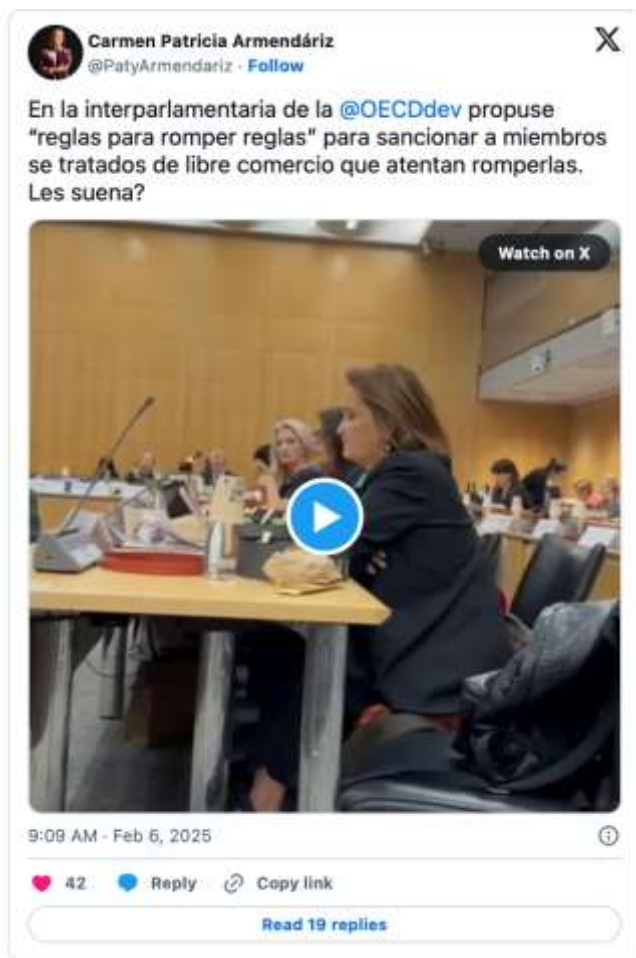 Carmen Patricia Armendáriz
@PatyArmendariz · Follow
En la interparlamentaria de la @OECDdev propuse
“reglas para romper reglas” para sancionar a miembros
se tratados de libre comercio que atentan romperlas.
Les suena?
Watch on X
9:09 AM · Feb 6, 2025
42 Reply Copy link
Read 19 replies